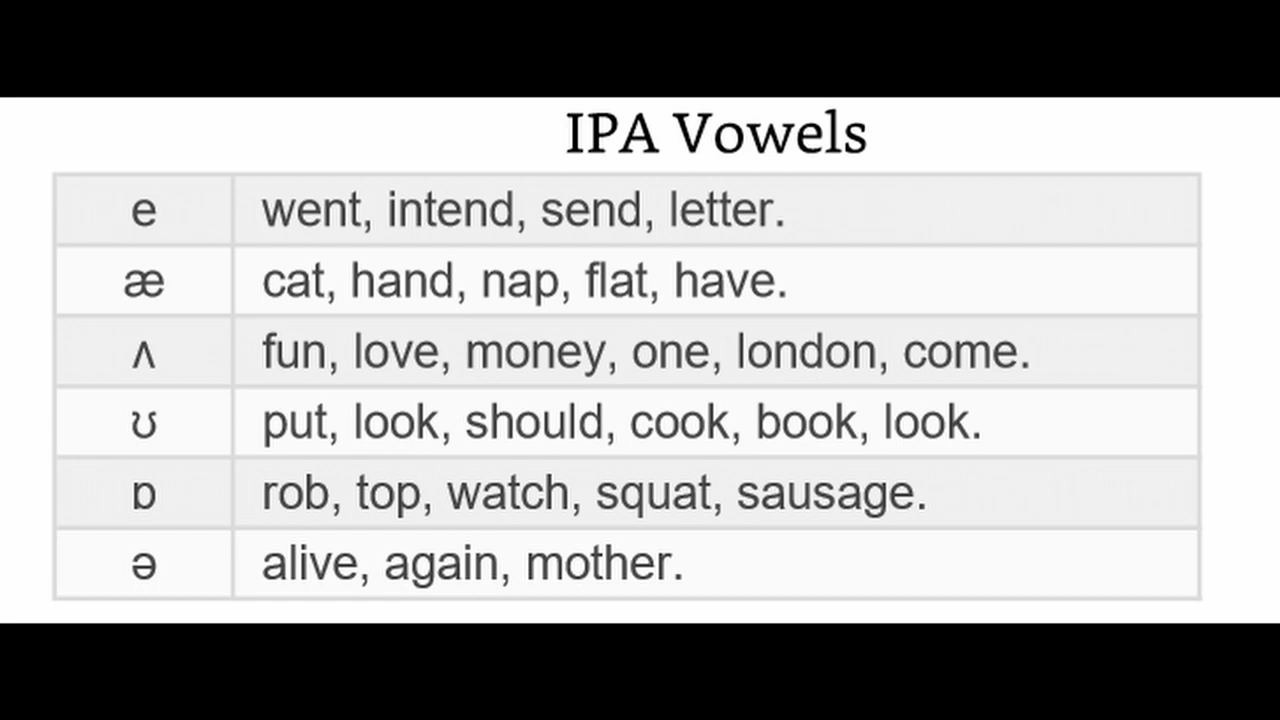 IPA Vowels
e went, intend, send, letter.
æ cat, hand, nap, flat, have.
ʌ fun, love, money, one, london, come.
ʊ put, look, should, cook, book, look.
ɒ rob, top, watch, squat, sausage.
ə alive, again, mother.